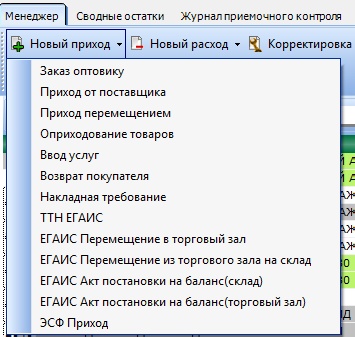 Менеджер Сводные остатки Журнал приемочного контроля
Новый приход Новый расход Корректировка
Заказ оптовику
Приход от поставщика
Приход перемещением
Оприходование товаров
Ввод услуг
Возврат покупателя
Накладная требование
ТТН ЕГАИС
ЕГАИС Перемещение в торговый зал
ЕГАИС Перемещение из торгового зала на склад
ЕГАИС Акт постановки на баланс(склад)
ЕГАИС Акт постановки на баланс(торговый зал)
ЭСФ Приход